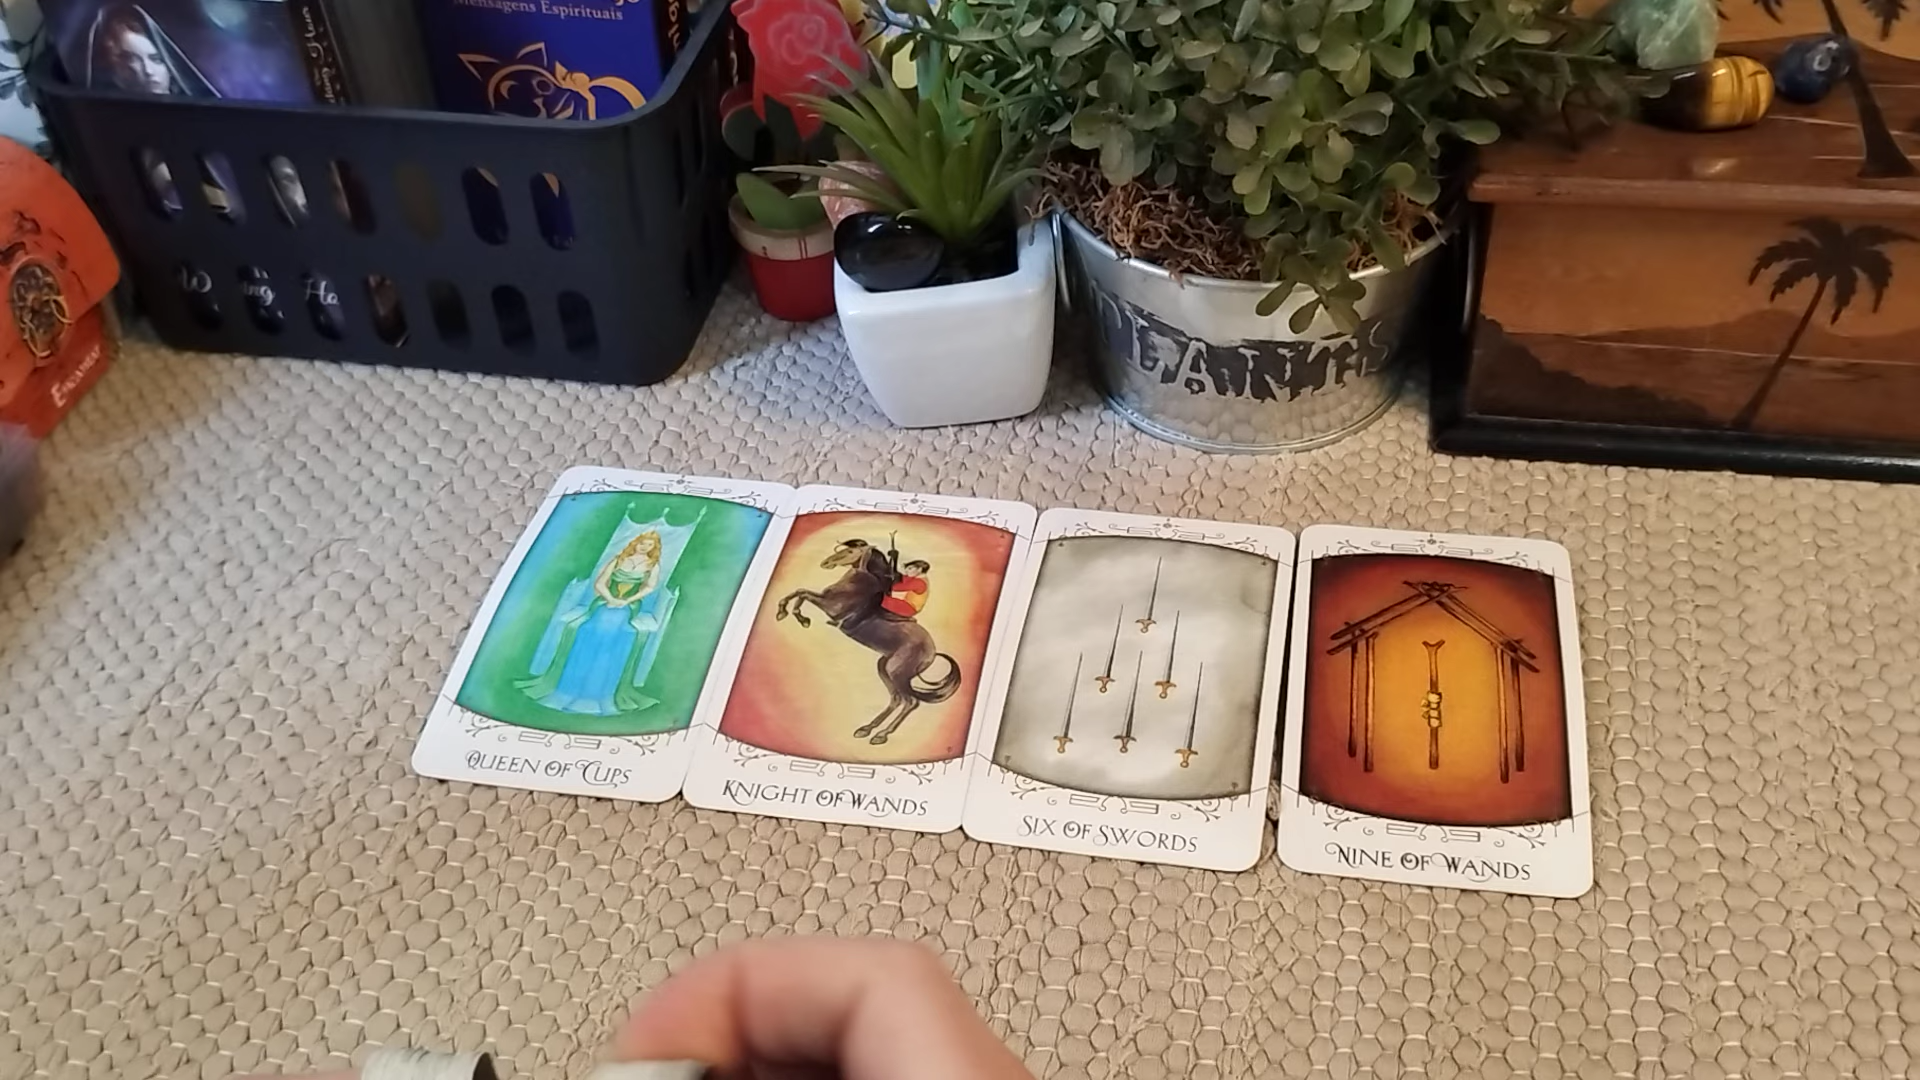 Mensagens Espirituais
PLANTS
QUEEN OF CUPS
KNIGHT OF WANDS
SIX OF SWORDS
NINE OF WANDS